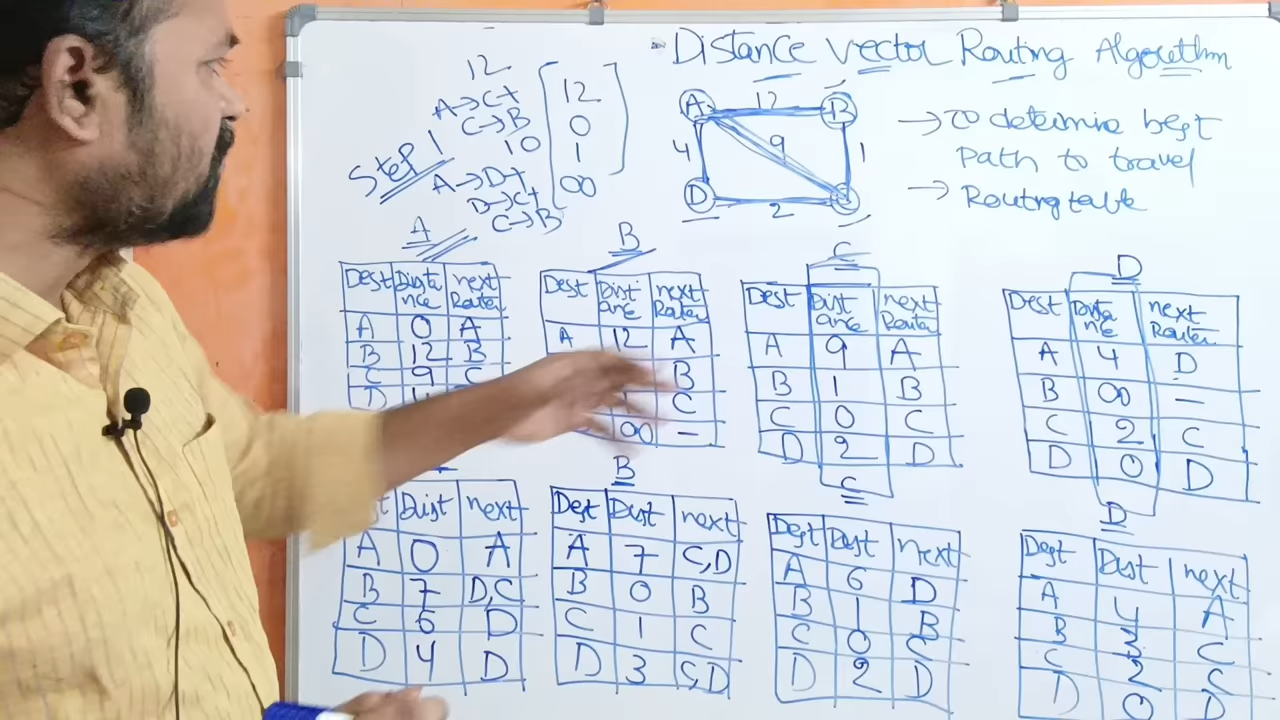 Distance vector Routing Algorithm
12
A→C+
C→B
10
Step 1
A→D+
D→C+
C→B
12
0
1
∞
A 12 B
4 9 1
D 2
→ to determine best
path to travel
→ Routing table
A
Dest Distance next Router
A 0 A
B 12 B
C 9 C
D
B
Dest Distance next Router
A 12 A
B
C
∞ –
C
Dest Distance next Router
A 9 A
B 1 B
C 0 C
D 2 D
D
Dest Distance next Router
A 4 D
B ∞ –
C 2 C
D 0 D
Dist next
A 0 A
B 7 D,C
C 6 D
D 4 D
B
Dest Dist next
A 7 C,D
B 0 B
C 1 C
D 3 C,D
C
Dest Dist next
A 6 D
B 1 B
C 0 C
D 2 D
D
Dest Dist next
A 4 A
B 3 C
C 2 C
D 0 D